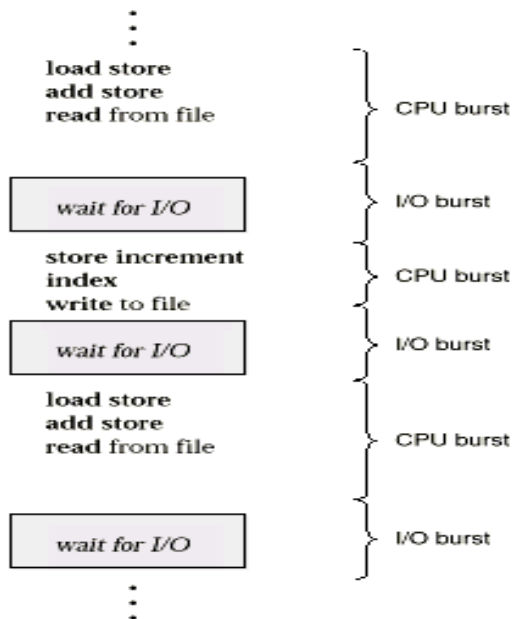 load store
add store
read from file
CPU burst
wait for I/O
I/O burst
store increment
index
write to file
CPU burst
wait for I/O
I/O burst
load store
add store
read from file
CPU burst
wait for I/O
I/O burst